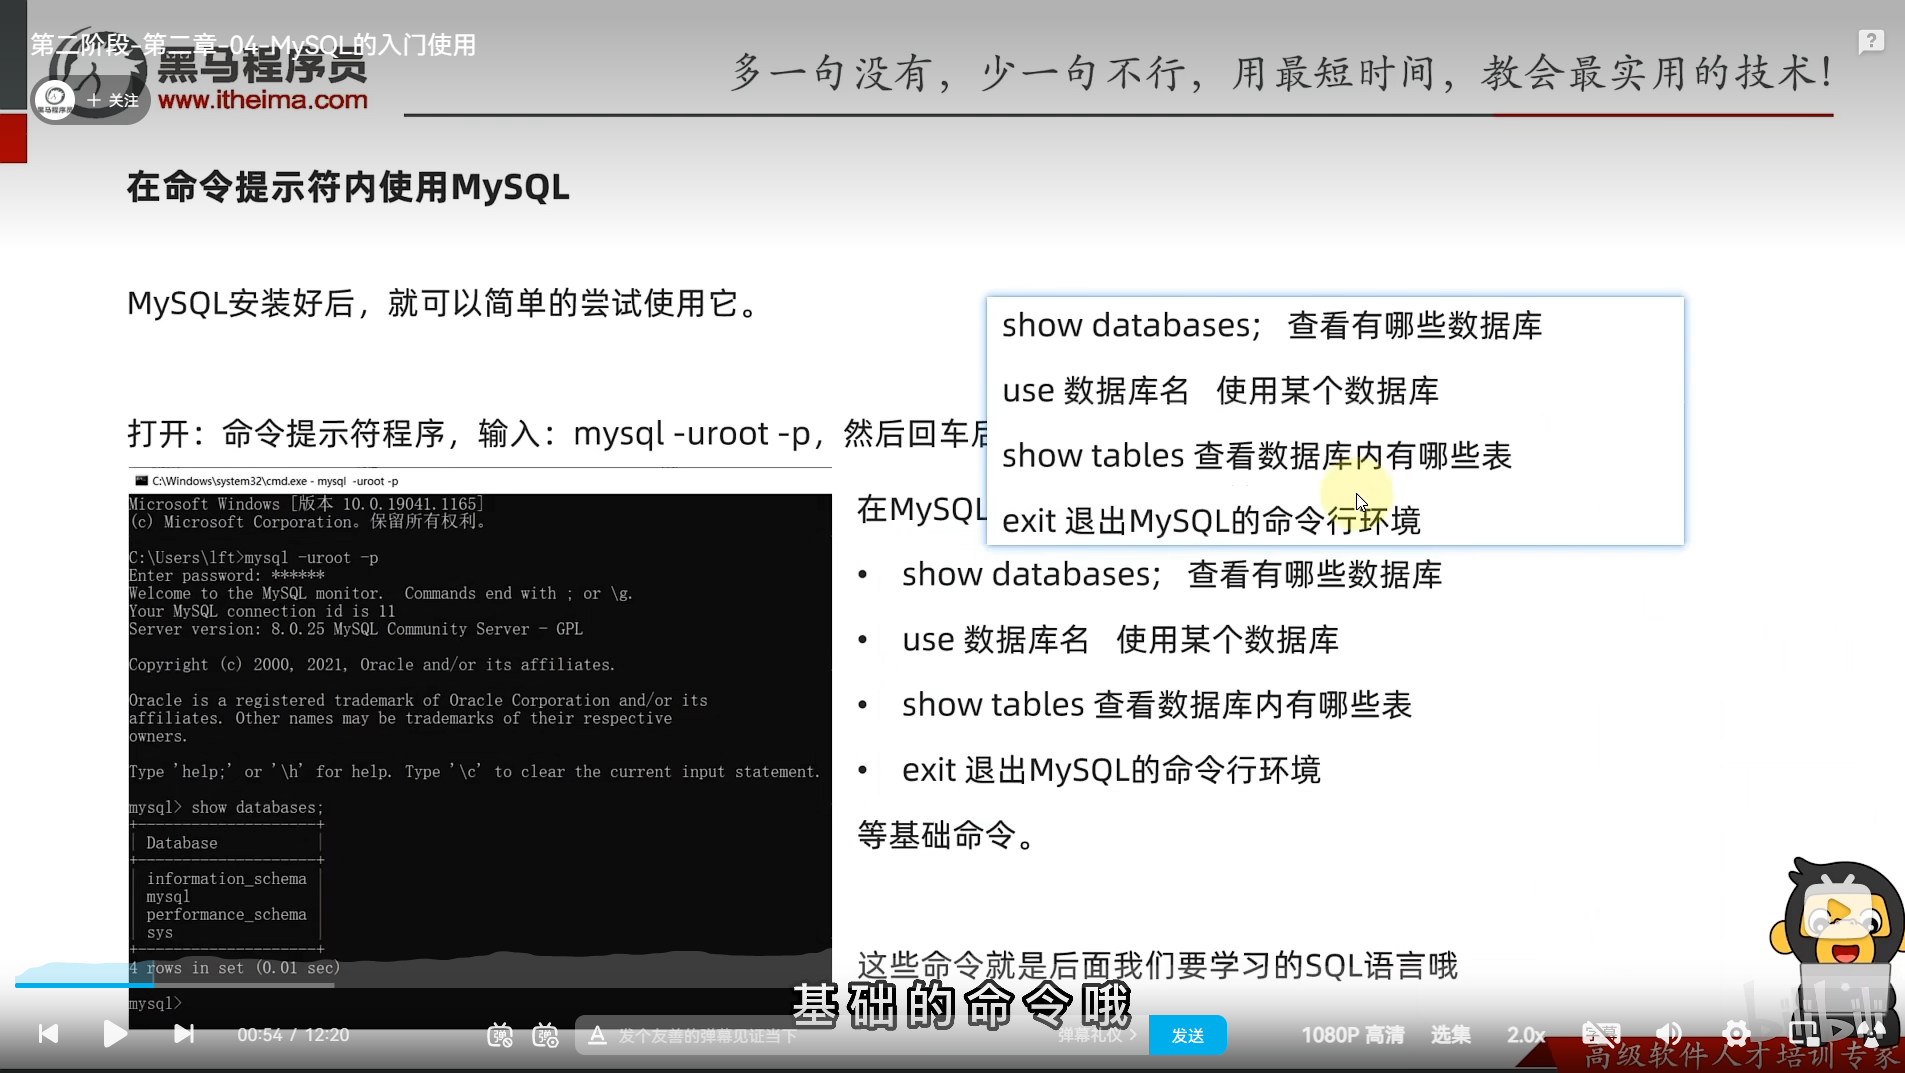 第二阶段-第二章-04-MySQL的入门使用
黑马程序员
www.itheima.com
+ 关注
多一句没有，少一句不行，用最短时间，教会最实用的技术！
在命令提示符内使用MySQL
MySQL安装好后，就可以简单的尝试使用它。
打开：命令提示符程序，输入：mysql -uroot -p，然后回车后
show databases; 查看有哪些数据库
use 数据库名 使用某个数据库
show tables 查看数据库内有哪些表
exit 退出MySQL的命令行环境
C:\Windows\system32\cmd.exe - mysql -uroot -p
Microsoft Windows [版本 10.0.19041.1165]
(c) Microsoft Corporation。保留所有权利。
C:\Users\lft>mysql -uroot -p
Enter password: ******
Welcome to the MySQL monitor.  Commands end with ; or \g.
Your MySQL connection id is 11
Server version: 8.0.25 MySQL Community Server - GPL
Copyright (c) 2000, 2021, Oracle and/or its affiliates.
Oracle is a registered trademark of Oracle Corporation and/or its
affiliates. Other names may be trademarks of their respective
owners.
Type 'help;' or '\h' for help. Type '\c' to clear the current input statement.
mysql> show databases;
Database
information_schema
mysql
performance_schema
sys
4 rows in set (0.01 sec)
mysql>
在MySQL
• show databases; 查看有哪些数据库
• use 数据库名 使用某个数据库
• show tables 查看数据库内有哪些表
• exit 退出MySQL的命令行环境
等基础命令。
这些命令就是后面我们要学习的SQL语言哦
基础的命令哦
00:54 / 12:20
弹
弹
A 发个友善的弹幕见证当下
弹幕礼仪 >
发送
1080P 高清
选集
2.0x
字幕
bilibili
高级软件人才培训专家